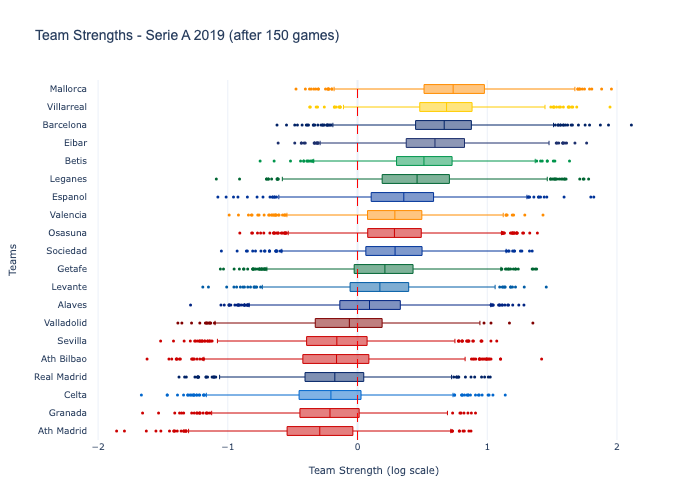 Team Strengths - Serie A 2019 (after 150 games)
Mallorca
Villarreal
Barcelona
Eibar
Betis
Leganes
Espanol
Valencia
Osasuna
Sociedad
Getafe
Levante
Alaves
Valladolid
Sevilla
Ath Bilbao
Real Madrid
Celta
Granada
Ath Madrid
Teams
−2 −1 0 1 2
Team Strength (log scale)